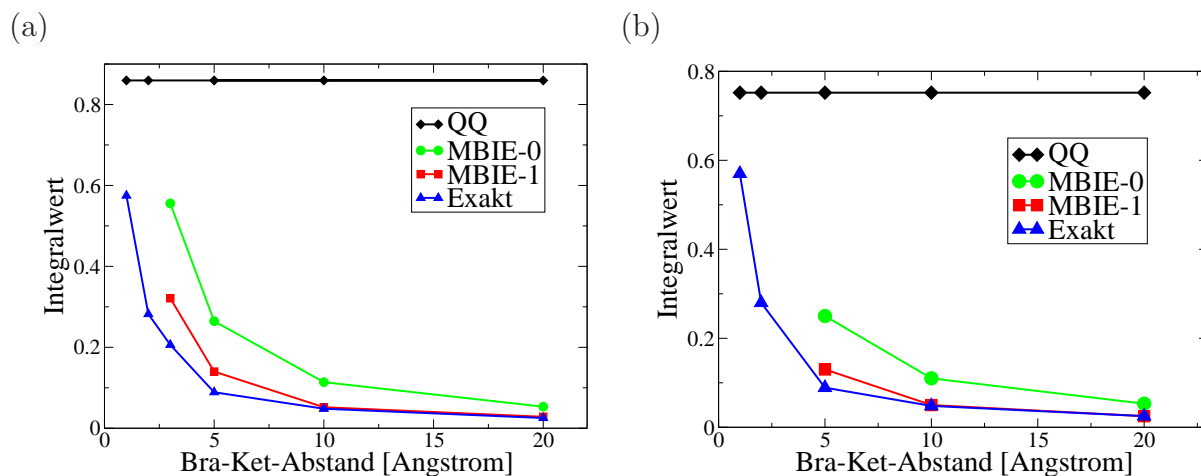 (a)
Integralwert
0.8
0.6
0.4
0.2
0
0 5 10 15 20
Bra-Ket-Abstand [Angstrom]
QQ
MBIE-0
MBIE-1
Exakt
(b)
Integralwert
0.8
0.6
0.4
0.2
0
0 5 10 15 20
Bra-Ket-Abstand [Angstrom]
QQ
MBIE-0
MBIE-1
Exakt